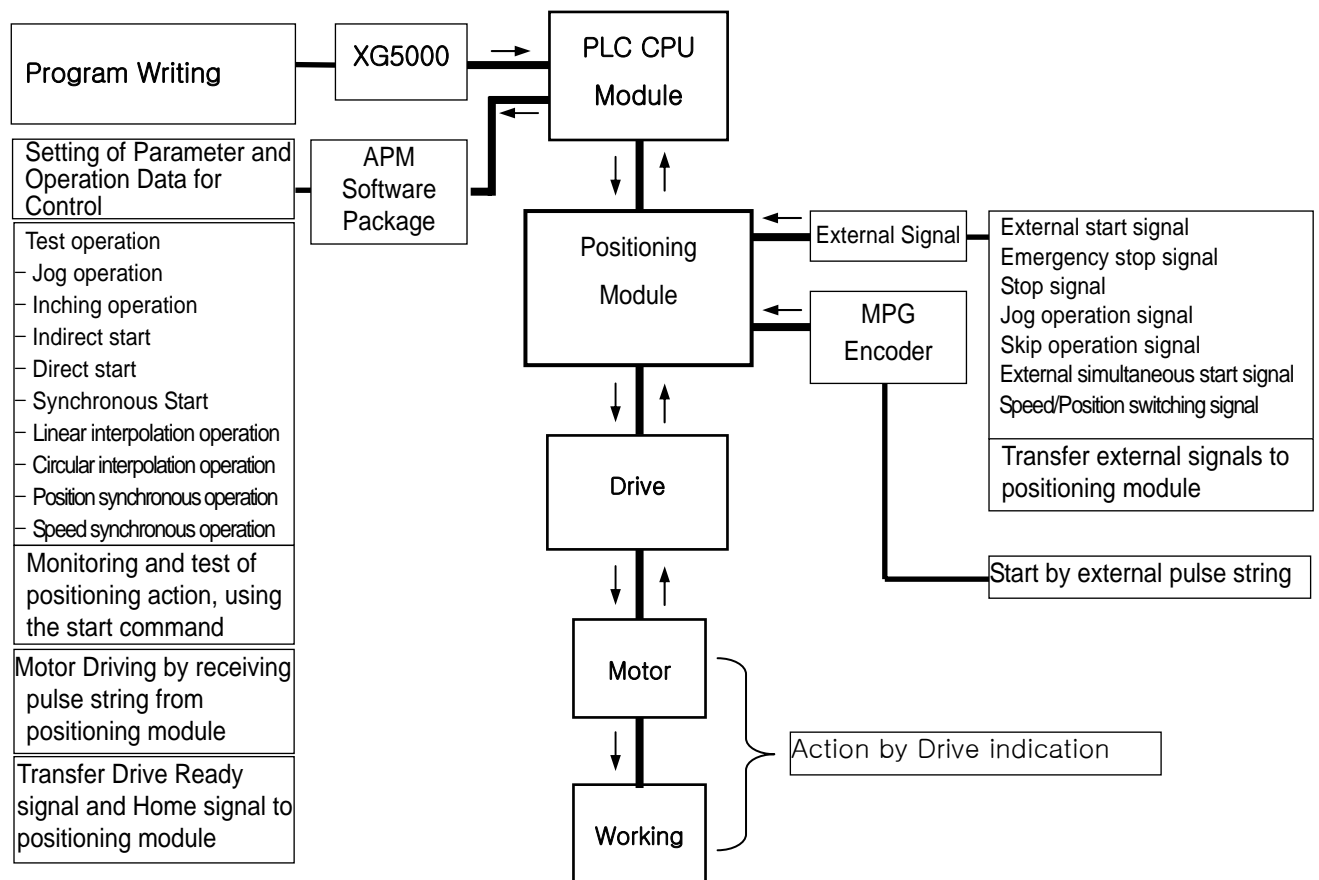 Program Writing
XG5000
PLC CPU
Module
Setting of Parameter and
Operation Data for
Control
APM
Software
Package
Test operation
– Jog operation
– Inching operation
– Indirect start
– Direct start
– Synchronous Start
– Linear interpolation operation
– Circular interpolation operation
– Position synchronous operation
– Speed synchronous operation
Monitoring and test of
positioning action, using
the start command
Motor Driving by receiving
pulse string from
positioning module
Transfer Drive Ready
signal and Home signal to
positioning module
Positioning
Module
External Signal
MPG
Encoder
External start signal
Emergency stop signal
Stop signal
Jog operation signal
Skip operation signal
External simultaneous start signal
Speed/Position switching signal
Transfer external signals to
positioning module
Start by external pulse string
Drive
Motor
Action by Drive indication
Working